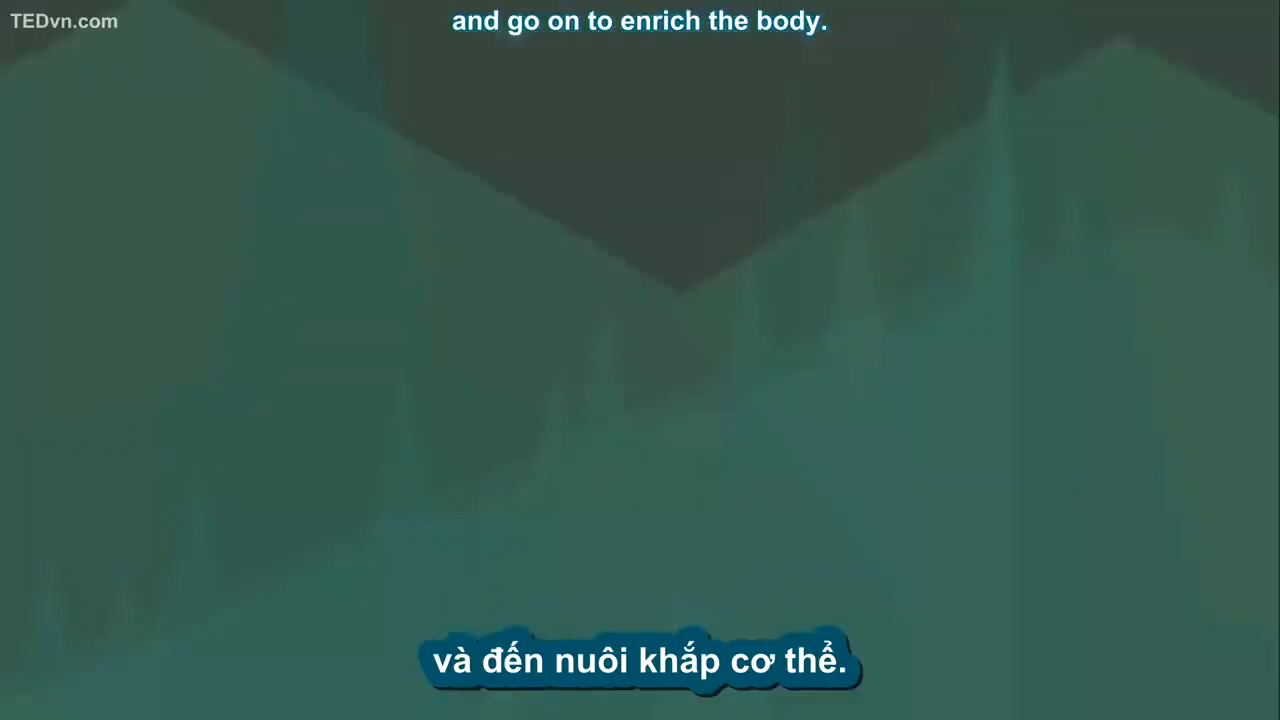 TEDvn.com
and go on to enrich the body.
và đến nuôi khắp cơ thể.